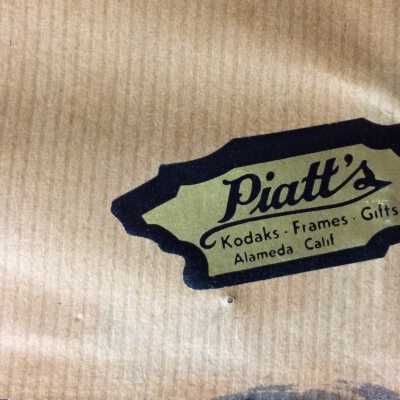 Piatt's
Kodaks - Frames - Gifts
Alameda Calif